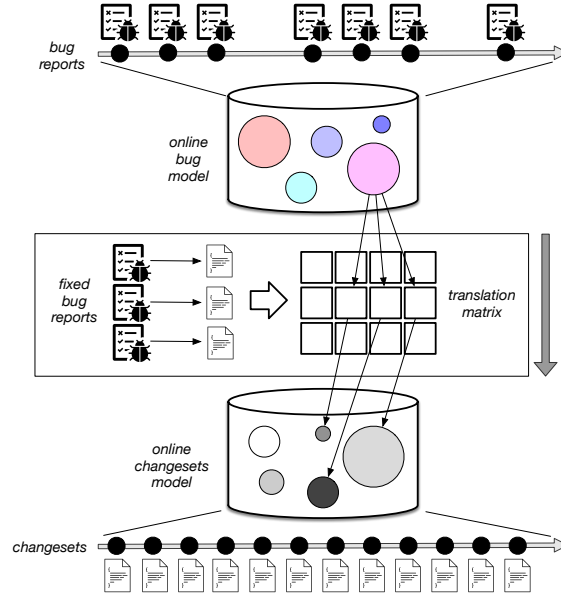 bug
reports
online
bug
model
fixed
bug
reports
translation
matrix
online
changesets
model
changesets